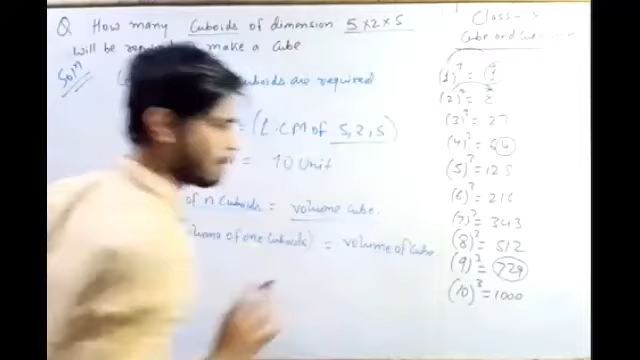 Q How many Cuboids of dimension 5×2×5
will be make a cube
Solⁿ
cuboids are required
= (L.C.M of 5,2,5)
= 10 Unit
of n Cuboids = volume cube.
of one cuboids) = volume of cube
Class
Cube and
(1)³ = 1
(2)³ = 8
(3)³ = 27
(4)³ = 64
(5)³ = 125
(6)³ = 216
(7)³ = 343
(8)³ = 512
(9)³ = 729
(10)³ = 1000